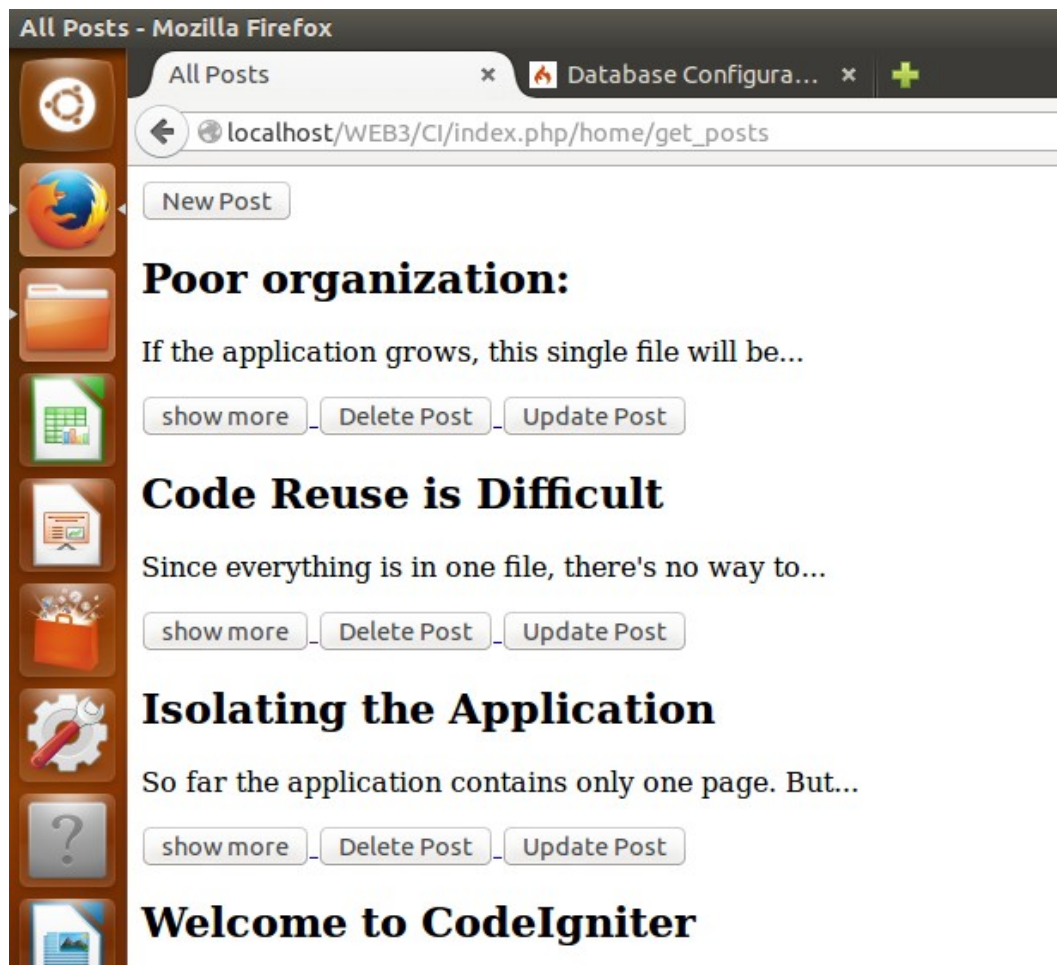 All Posts - Mozilla Firefox
All Posts × Database Configura... ×
localhost/WEB3/CI/index.php/home/get_posts
New Post
Poor organization:
If the application grows, this single file will be...
show more Delete Post Update Post
Code Reuse is Difficult
Since everything is in one file, there's no way to...
show more Delete Post Update Post
Isolating the Application
So far the application contains only one page. But...
show more Delete Post Update Post
Welcome to CodeIgniter